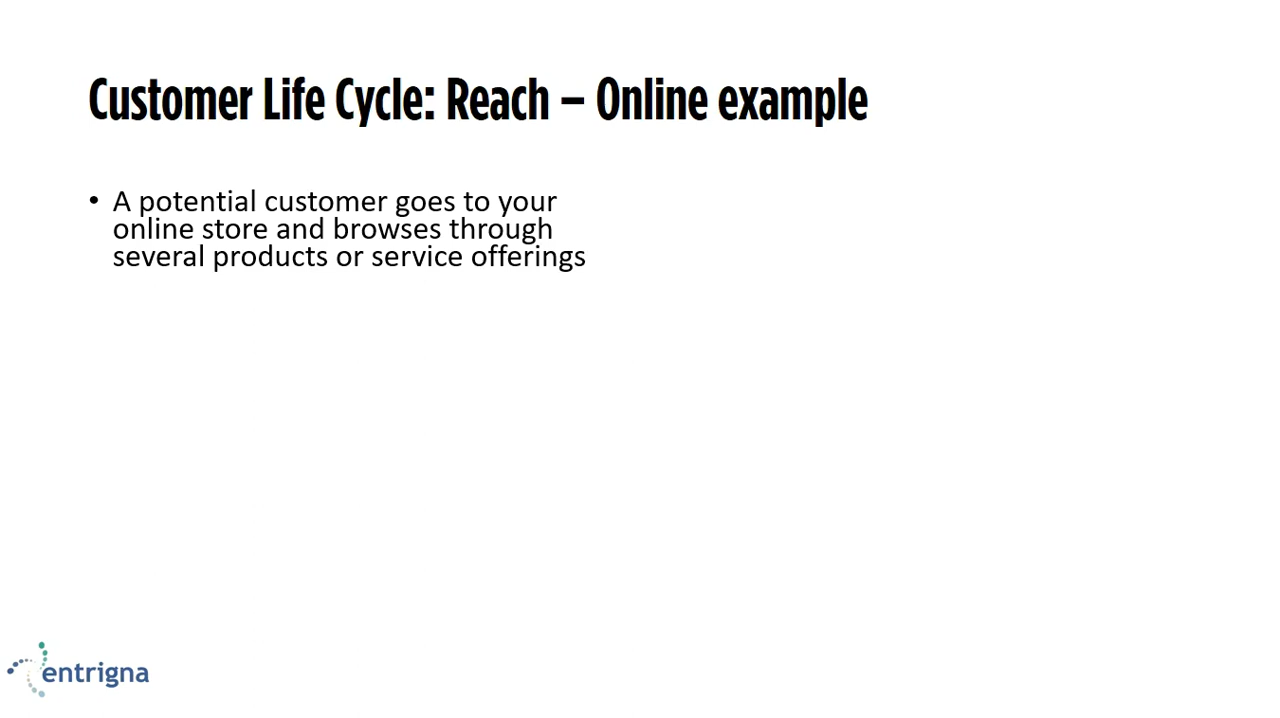 Customer Life Cycle: Reach – Online example
• A potential customer goes to your
online store and browses through
several products or service offerings
entrigna